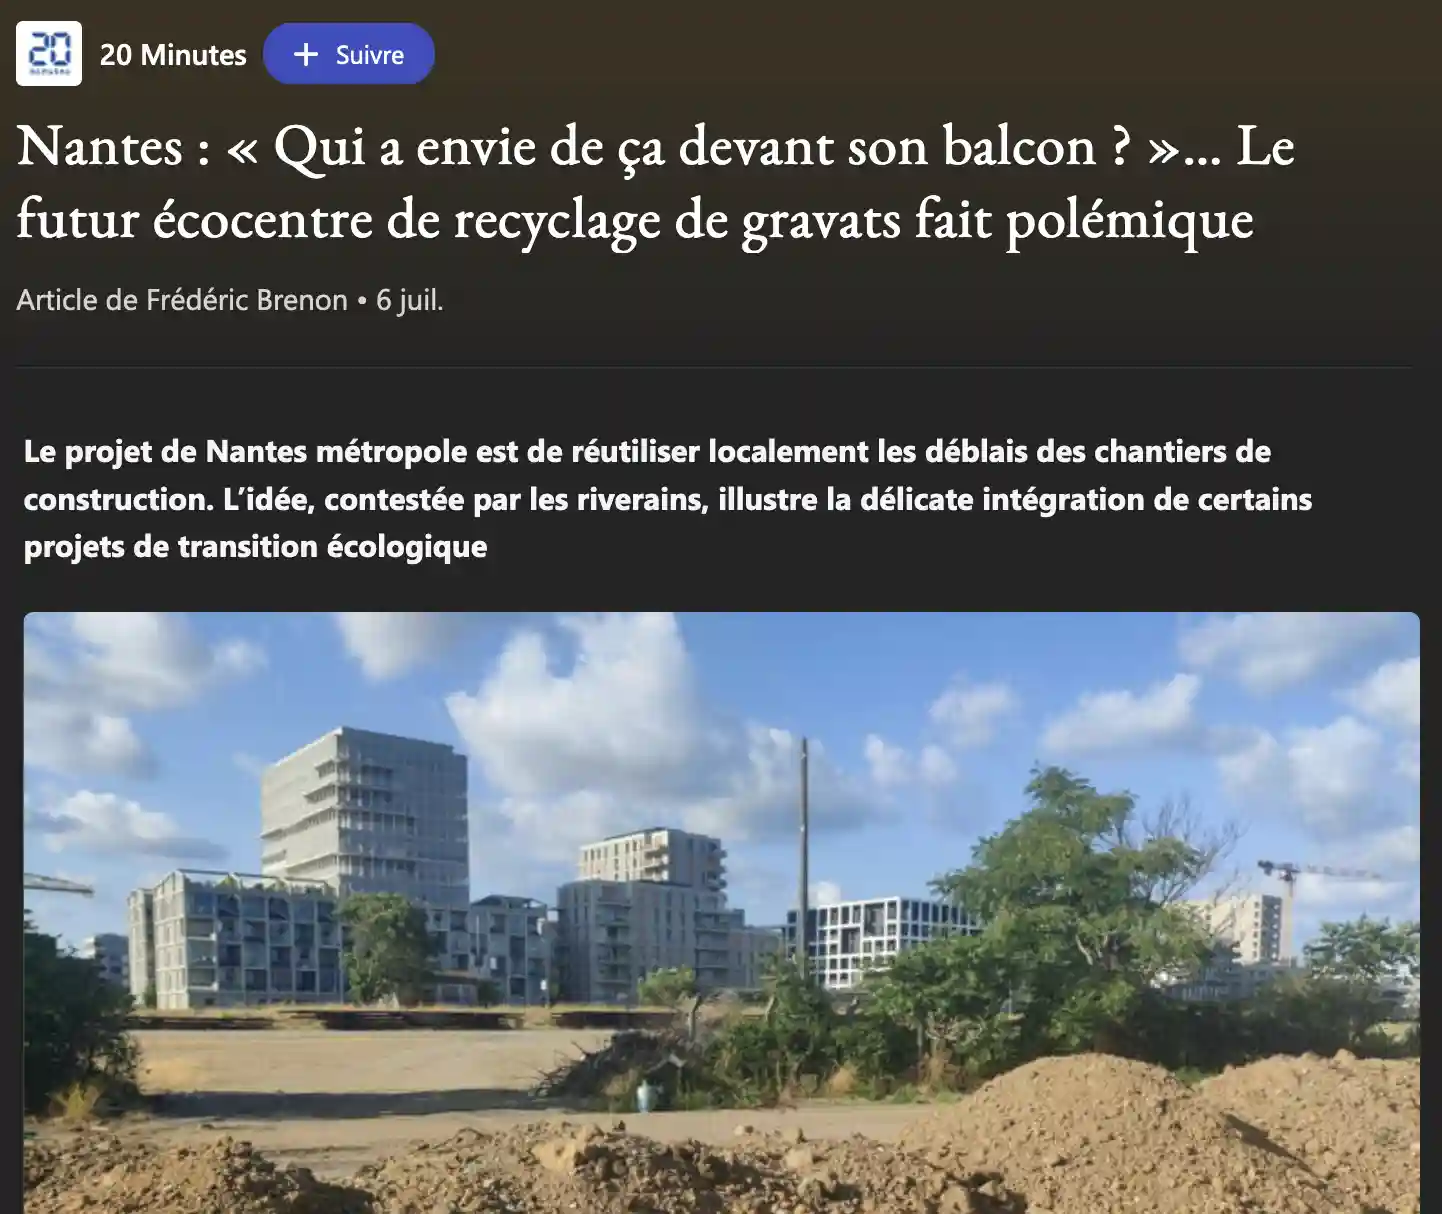 20 minutes
20 Minutes
+ Suivre
Nantes : « Qui a envie de ça devant son balcon ? »... Le
futur écocentre de recyclage de gravats fait polémique
Article de Frédéric Brenon • 6 juil.
Le projet de Nantes métropole est de réutiliser localement les déblais des chantiers de
construction. L’idée, contestée par les riverains, illustre la délicate intégration de certains
projets de transition écologique